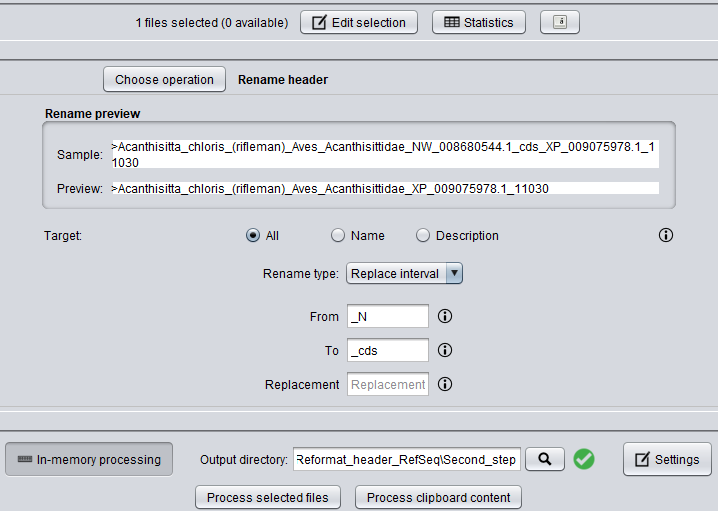 1 files selected (0 available) Edit selection Statistics a
Choose operation Rename header
Rename preview
Sample: >Acanthisitta_chloris_(rifleman)_Aves_Acanthisittidae_NW_008680544.1_cds_XP_009075978.1_1
1030
Preview: >Acanthisitta_chloris_(rifleman)_Aves_Acanthisittidae_XP_009075978.1_11030
Target: All Name Description
Rename type: Replace interval
From _N
To _cds
Replacement Replacement
In-memory processing Output directory: Reformat_header_RefSeq\Second_step Settings
Process selected files Process clipboard content